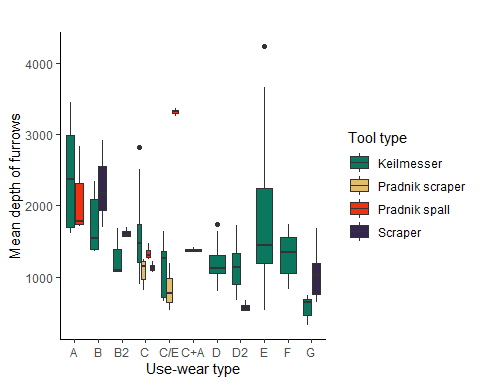 4000
3000
2000
1000
Mean depth of furrows
A B B2 C C/E C+A D D2 E F G
Use-wear type
Tool type
Keilmesser
Pradnik scraper
Pradnik spall
Scraper